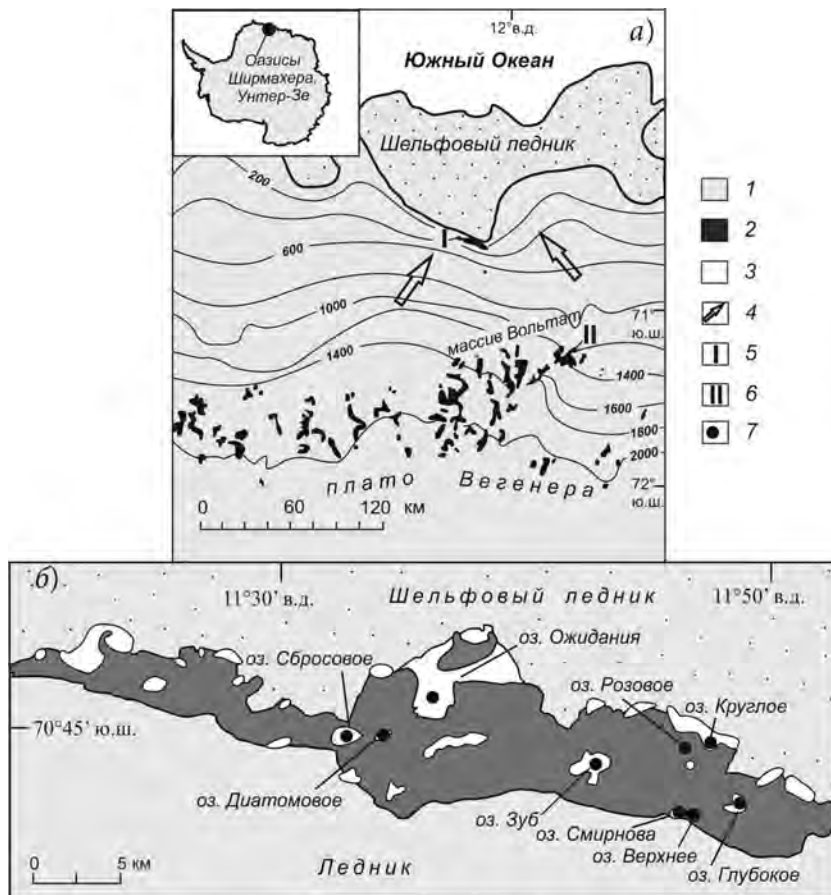 12° в.д.
а)
Оазисы
Ширмахера,
Унтер-Зе
Южный Океан
Шельфовый ледник
200
I
600
1000
71°
ю.ш.
массив Вольтат
II
1400
1400
1600
1800
2000
плато Вегенера
72°
ю.ш.
0 60 120 км
1
2
3
4
I 5
II 6
7
б)
11°30' в.д.
11°50' в.д.
Шельфовый ледник
оз. Ожидания
оз. Сбросовое
оз. Розовое
оз. Круглое
70°45' ю.ш.
оз. Диатомовое
оз. Зуб
оз. Смирнова
оз. Верхнее
оз. Глубокое
Ледник
0 5 км